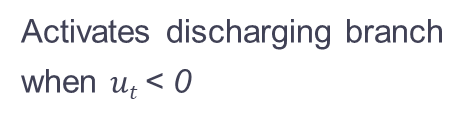 Activates discharging branch
when uₜ < 0